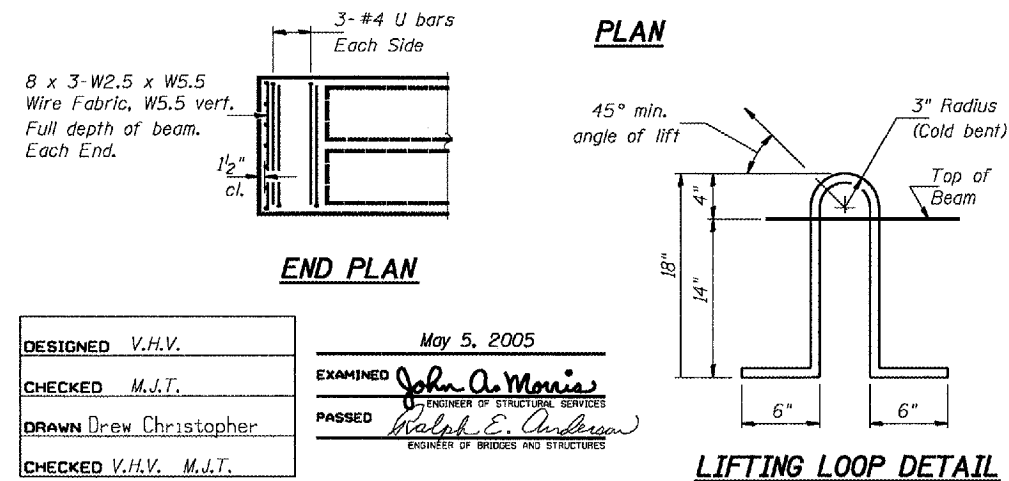 3-#4 U bars
Each Side
8 x 3-W2.5 x W5.5
Wire Fabric, W5.5 vert.
Full depth of beam.
Each End.
1½"
cl.
END PLAN
PLAN
45° min.
angle of lift
3" Radius
(Cold bent)
Top of
Beam
4"
18"
14"
6"
6"
LIFTING LOOP DETAIL
DESIGNED V.H.V.
CHECKED M.J.T.
DRAWN Drew Christopher
CHECKED V.H.V. M.J.T.
May 5, 2005
EXAMINED John A. Morris
ENGINEER OF STRUCTURAL SERVICES
PASSED Ralph E. Anderson
ENGINEER OF BRIDGES AND STRUCTURES